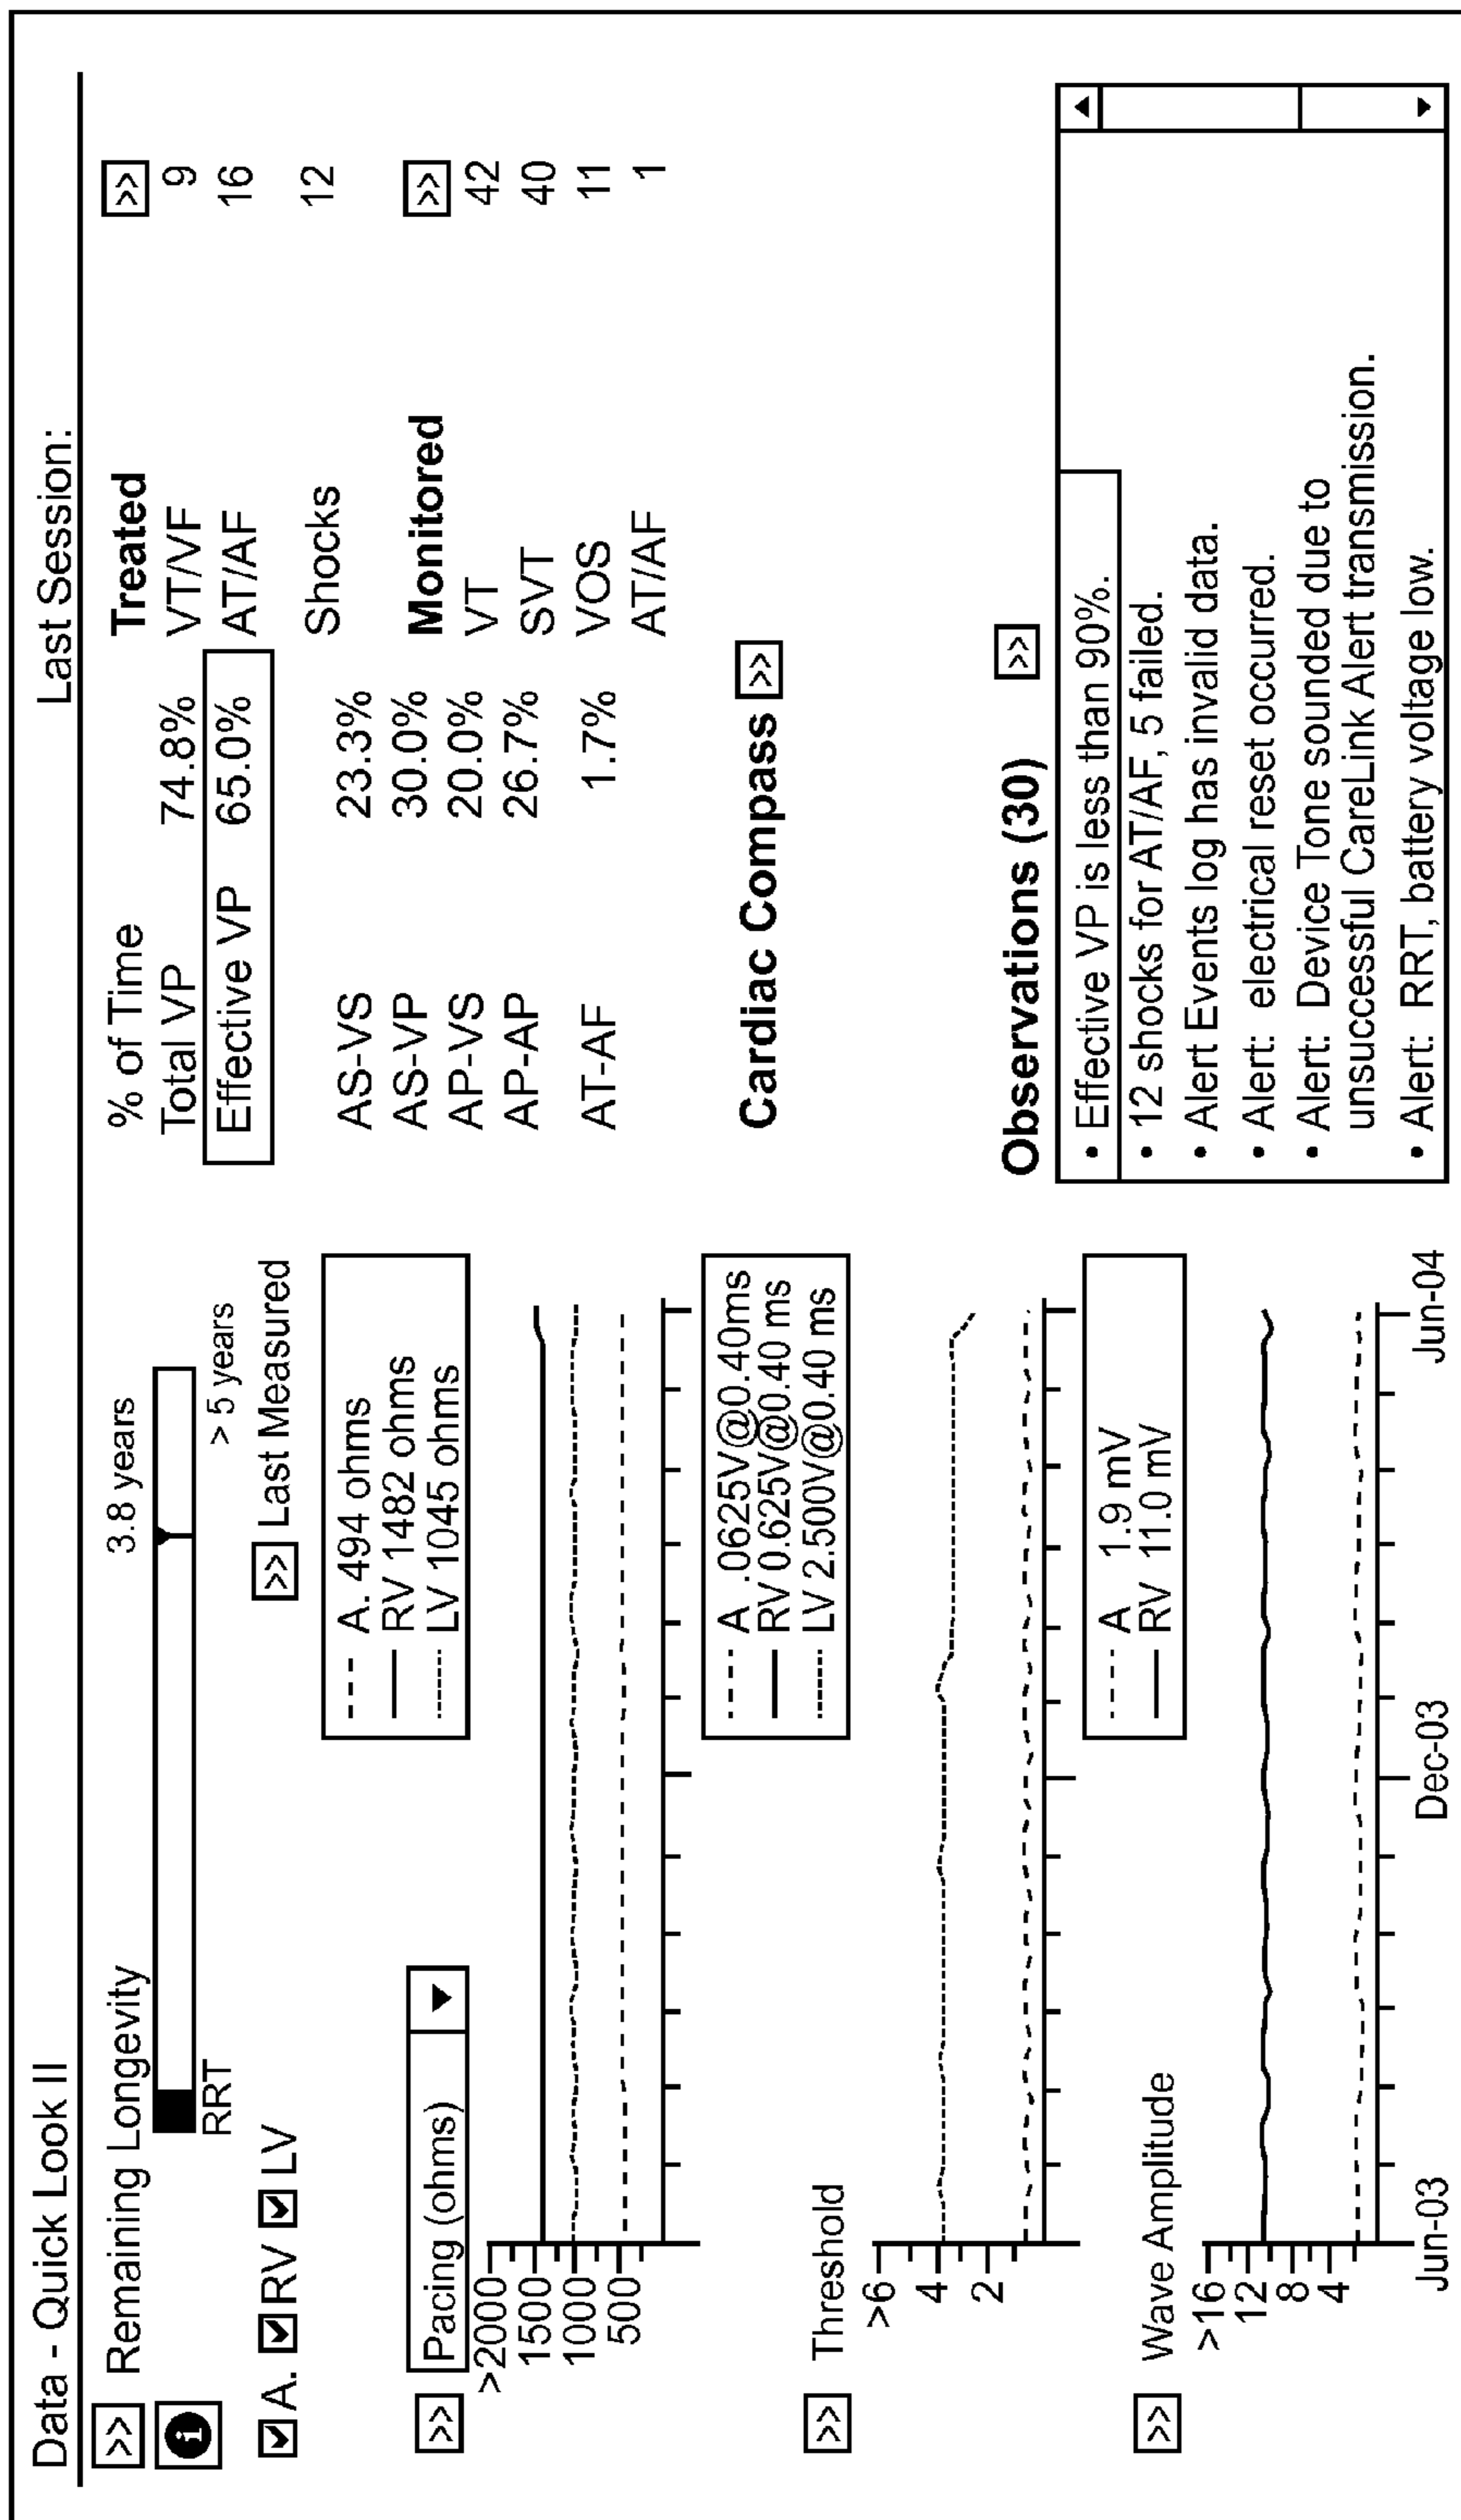 Data - Quick Look II
Last Session:
>> Remaining Longevity
3.8 years
i
RRT
> 5 years
A. RV LV
>> Last Measured
>> Pacing (ohms)
A. 494 ohms
RV 1482 ohms
LV 1045 ohms
>2000
1500
1000
500
>> Threshold
A .0625V@0.40ms
RV 0.625V@0.40 ms
LV 2.500V@0.40 ms
>6
4
2
>> Wave Amplitude
A 1.9 mV
RV 11.0 mV
>16
12
8
4
Jun-03 Dec-03 Jun-04
% of Time
Total VP 74.8%
Effective VP 65.0%
AS-VS 23.3%
AS-VP 30.0%
AP-VS 20.0%
AP-AP 26.7%
AT-AF 1.7%
Treated >>
VT/VF 9
AT/AF 16
Shocks 12
Monitored >>
VT 42
SVT 40
VOS 11
AT/AF 1
Cardiac Compass >>
Observations (30) >>
• Effective VP is less than 90%.
• 12 shocks for AT/AF, 5 failed.
• Alert Events log has invalid data.
• Alert: electrical reset occurred.
• Alert: Device Tone sounded due to
unsuccessful CareLink Alert transmission.
• Alert: RRT, battery voltage low.